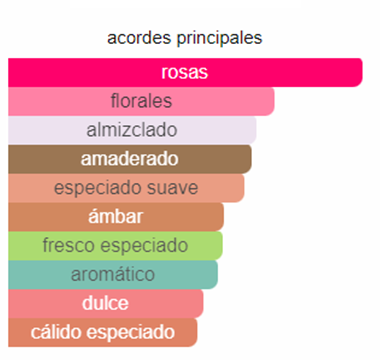 acordes principales
rosas
florales
almizclado
amaderado
especiado suave
ámbar
fresco especiado
aromático
dulce
cálido especiado